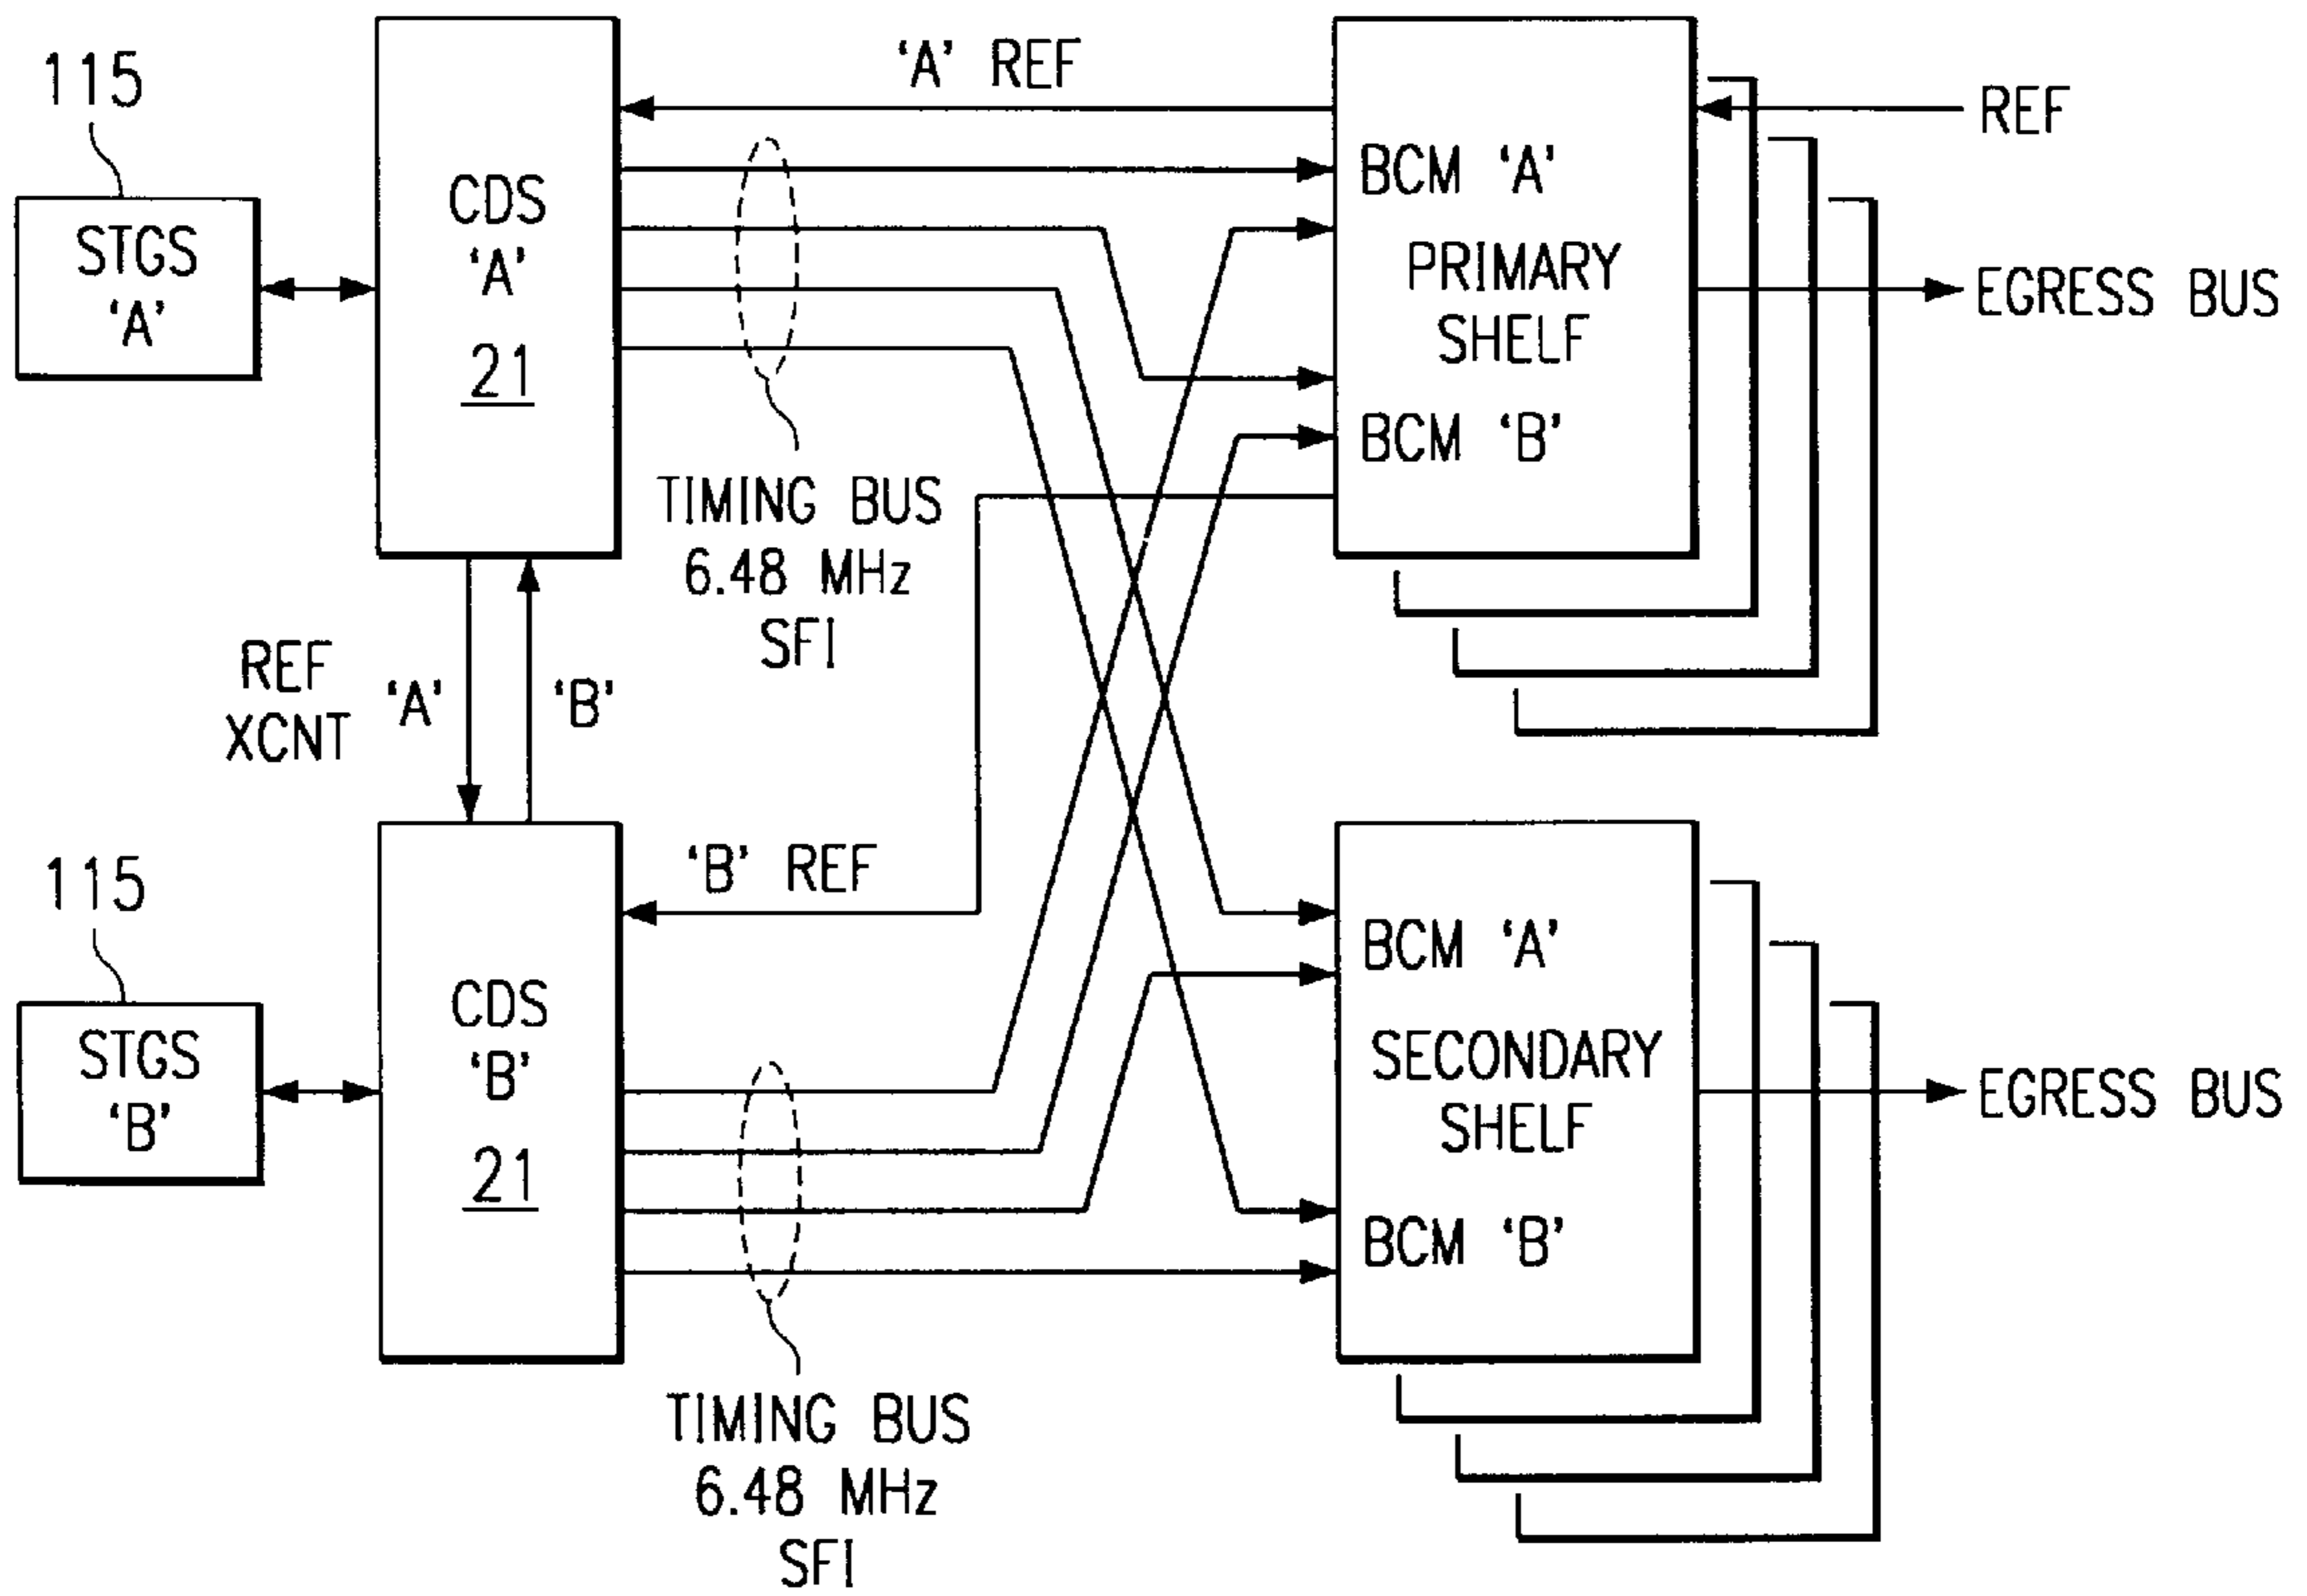 115
STGS
‘A’
CDS
‘A’
21
‘A’ REF
REF
BCM ‘A’
PRIMARY
SHELF
BCM ‘B’
EGRESS BUS
TIMING BUS
6.48 MHz
SFI
REF
XCNT
‘A’
‘B’
115
STGS
‘B’
CDS
‘B’
21
‘B’ REF
BCM ‘A’
SECONDARY
SHELF
BCM ‘B’
EGRESS BUS
TIMING BUS
6.48 MHz
SFI